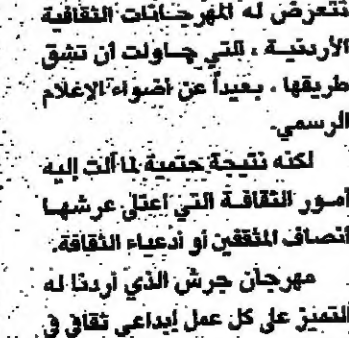 تتعرض له المهرجانات الثقافية
الأردنية ، التي حاولت أن تشق
طريقها ، بعيداً عن أضواء الإعلام
الرسمي.
لكنه نتيجة حتمية لما آلت إليه
أمور الثقافة التي اعتلى عرشها
أنصاف المثقفين أو أدعياء الثقافة.
مهرجان جرش الذي أردنا له
التميز على كل عمل إبداعي ثقافي في